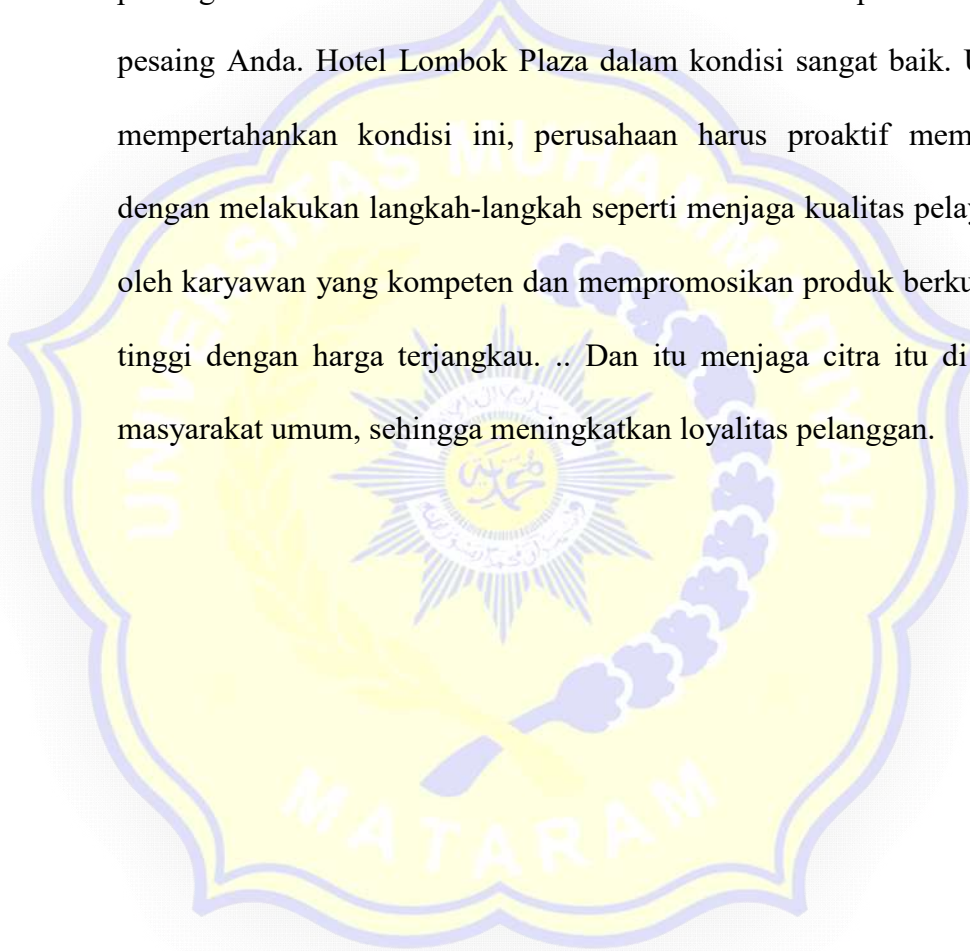 pesaing Anda. Hotel Lombok Plaza dalam kondisi sangat baik.
mempertahankan kondisi ini, perusahaan harus proaktif
dengan melakukan langkah-langkah seperti menjaga kualitas
oleh karyawan yang kompeten dan mempromosikan produk
tinggi dengan harga terjangkau. .. Dan itu menjaga citra itu di
masyarakat umum, sehingga meningkatkan loyalitas pelanggan.
UNIVERSITAS MUHAMMADIYAH
MATARAM